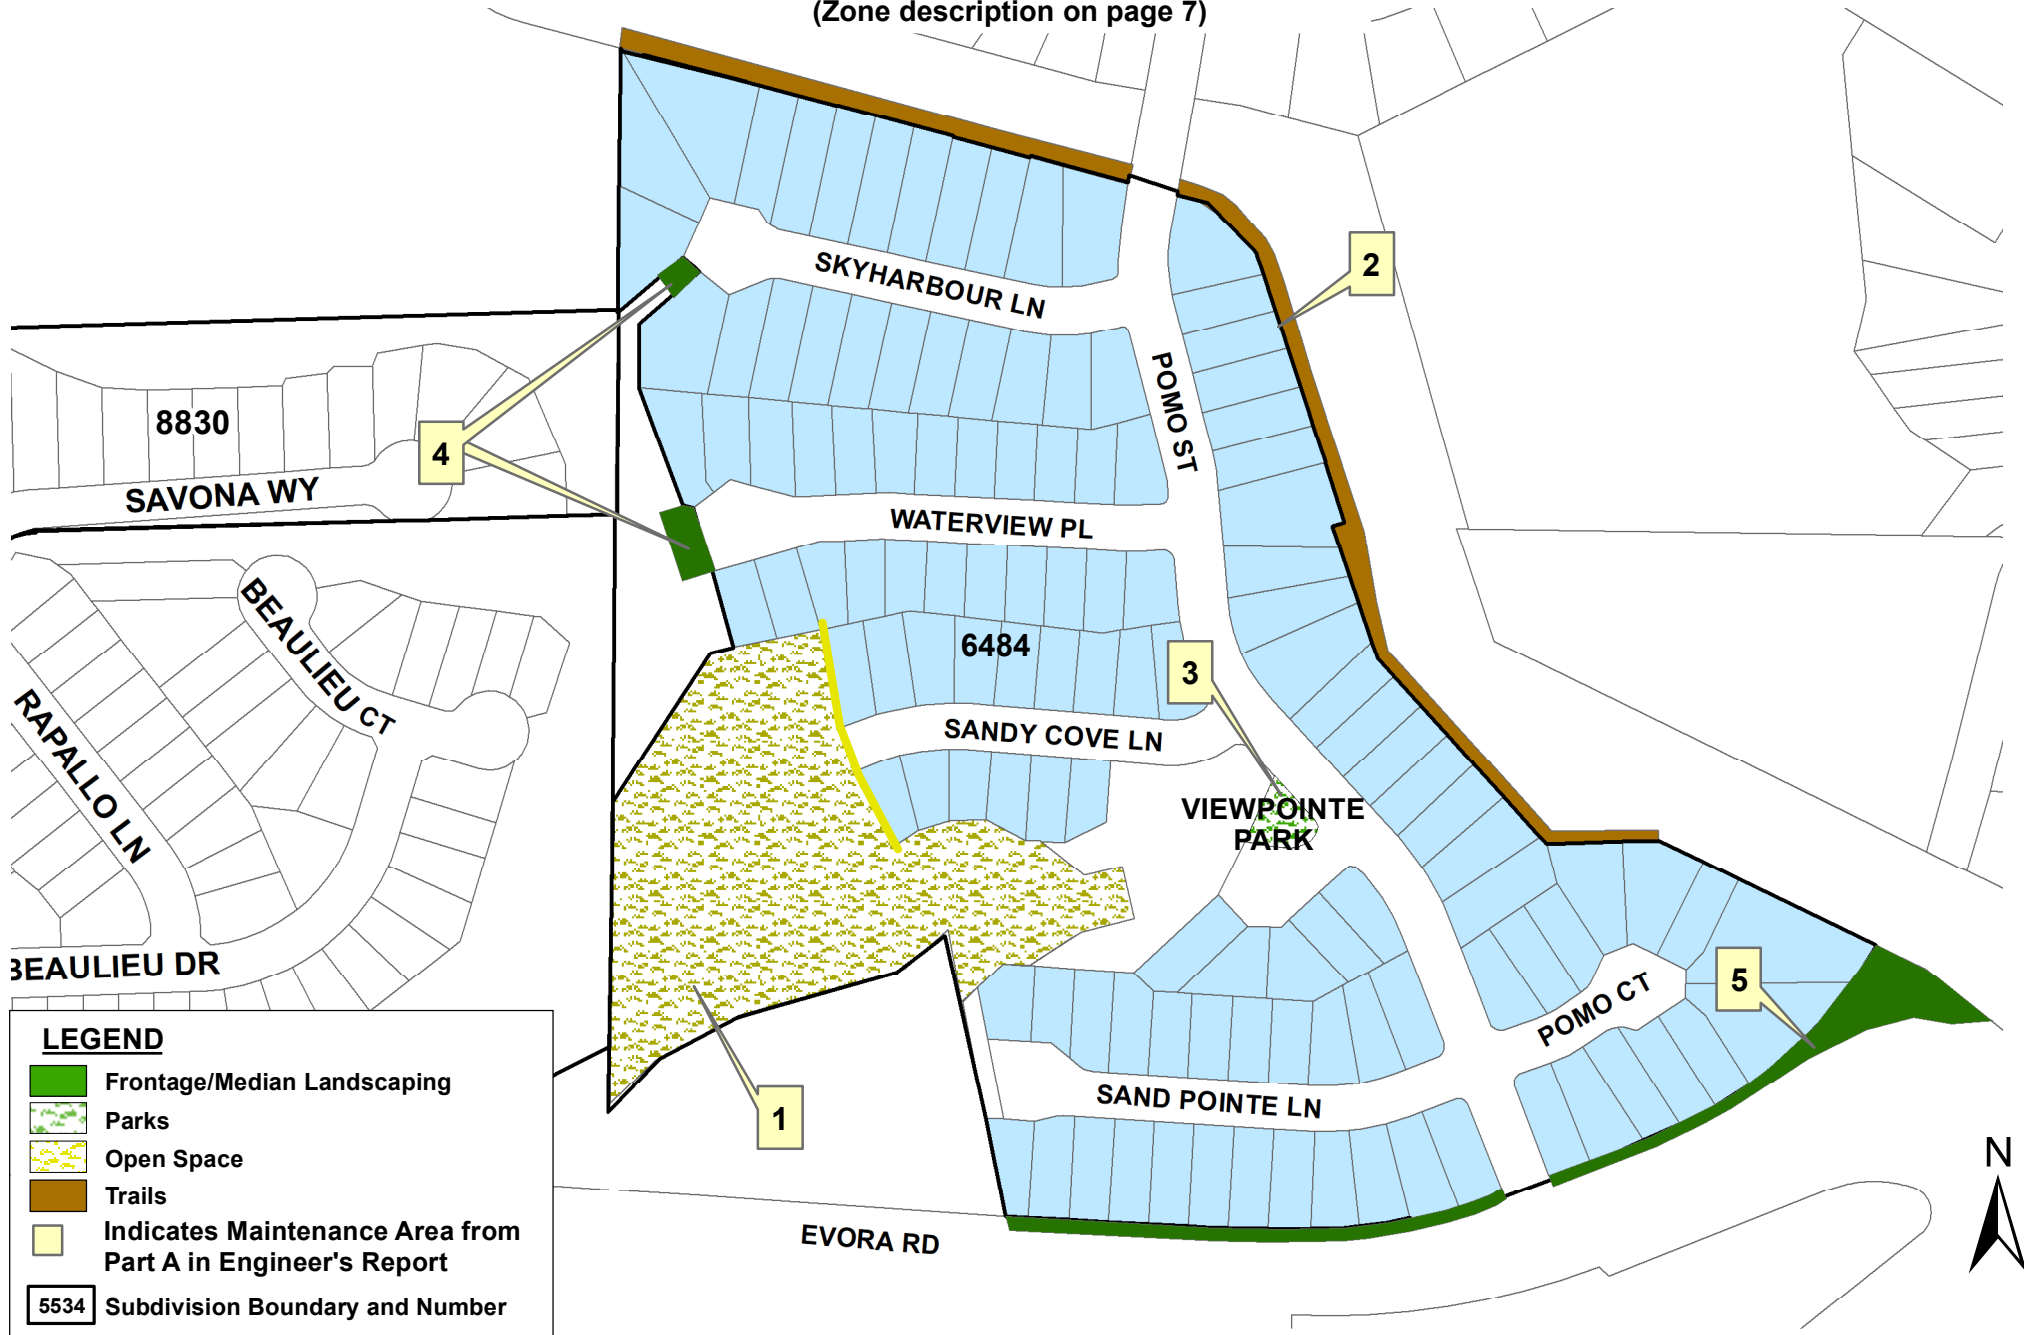 (Zone description on page 7)
2
SKYHARBOUR LN
POMO ST
8830
4
SAVONA WY
WATERVIEW PL
BEAULIEU CT
6484
3
RAPALLO LN
SANDY COVE LN
VIEWPOINTE
PARK
BEAULIEU DR
5
POMO CT
SAND POINTE LN
1
EVORA RD
N
LEGEND
Frontage/Median Landscaping
Parks
Open Space
Trails
Indicates Maintenance Area from
Part A in Engineer's Report
5534 Subdivision Boundary and Number